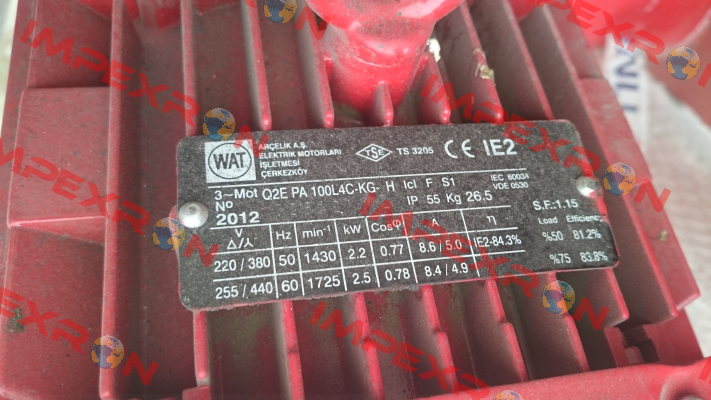 WAT
ARÇELIK A.Ş.
ELEKTRIK MOTORLARI
İŞLETMESI
ÇERKEZKÖY
TSE TS 3205 CE IE2
3-Mot Q2E PA 100L4C-KG- H Icl F S1 IEC 60034
VDE 0530
No IP 55 Kg 26.5
2012 S.F.:1.15
V Δ/⅄ Hz min⁻¹ kW Cosφ A η Load Efficiency
220 / 380 50 1430 2.2 0.77 8.6 / 5.0 IE2-84.3% %50 81.2%
255 / 440 60 1725 2.5 0.78 8.4 / 4.9 %75 83.8%
IMPEXRON
IMPEXRON
IMPEXRON
IMPEXRON